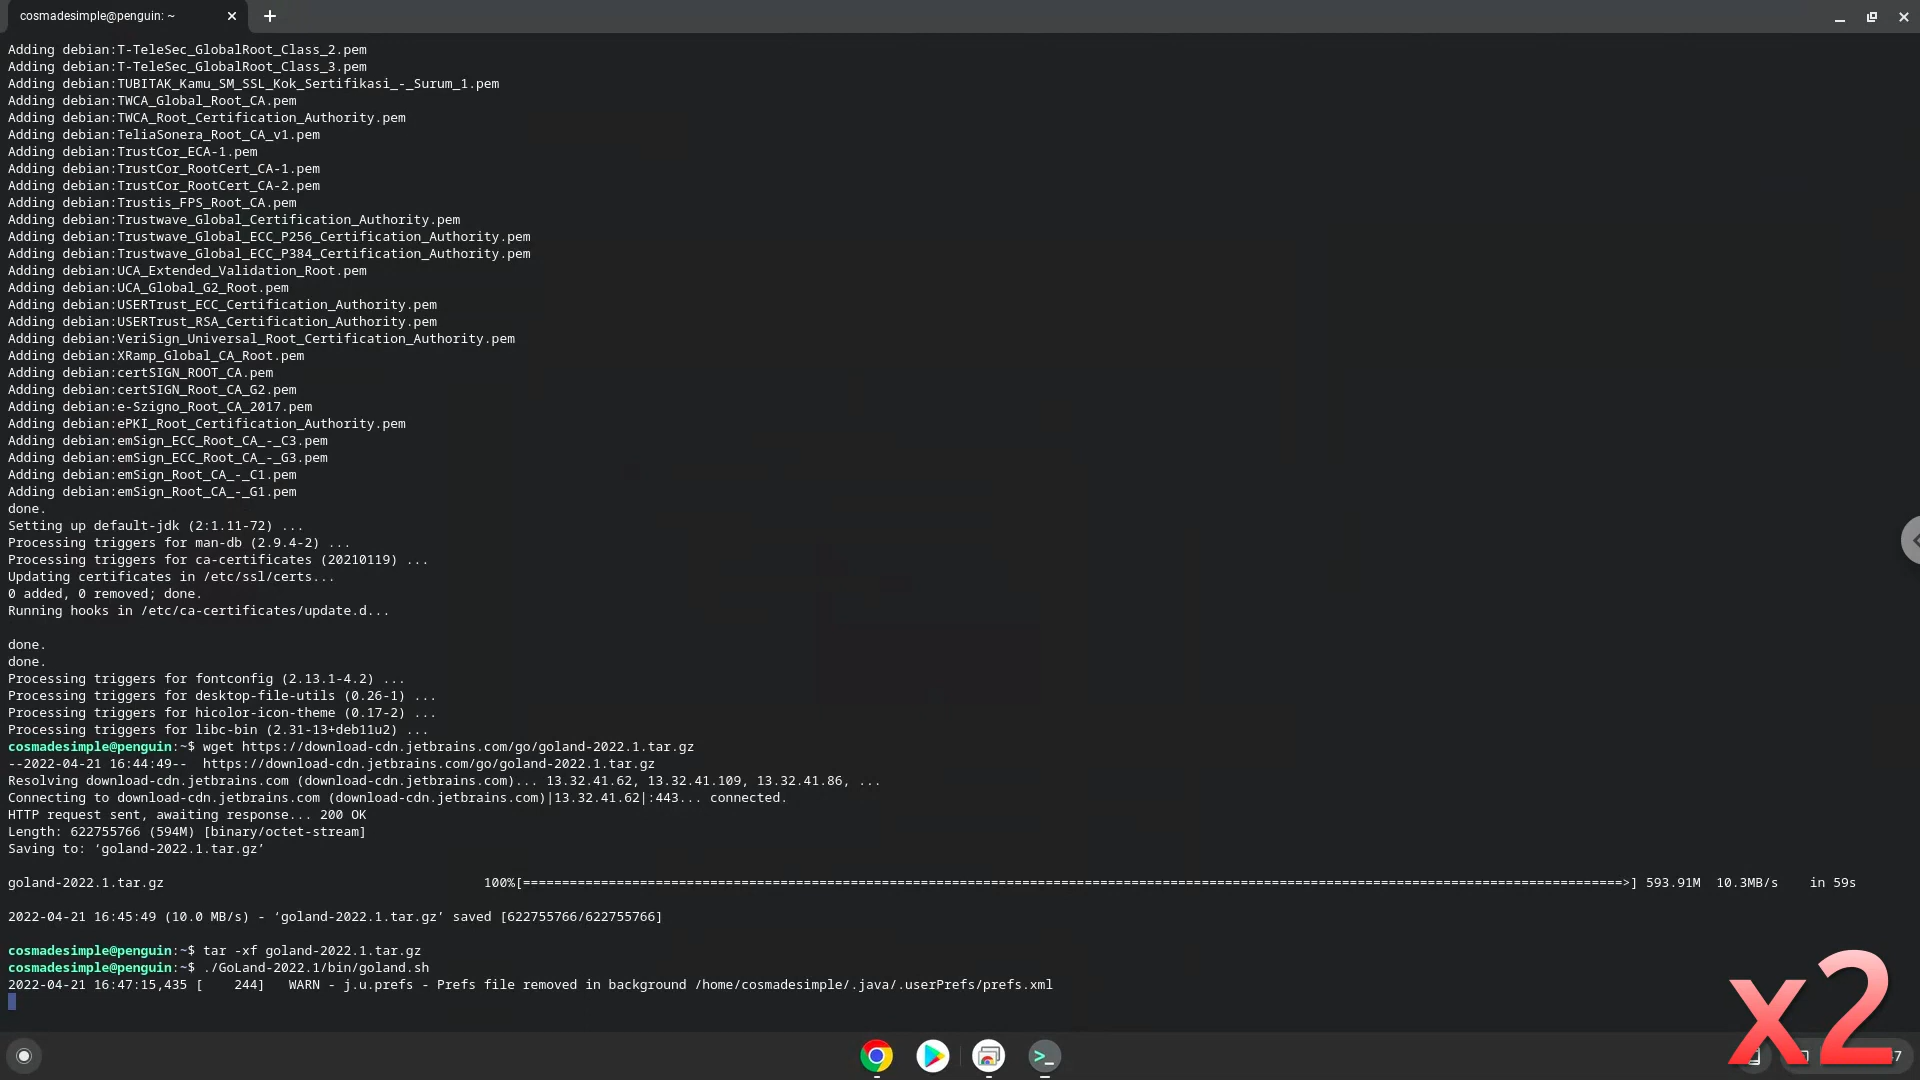 cosmadesimple@penguin: ~
Adding debian:T-TeleSec_GlobalRoot_Class_2.pem
Adding debian:T-TeleSec_GlobalRoot_Class_3.pem
Adding debian:TUBITAK_Kamu_SM_SSL_Kok_Sertifikasi_-_Surum_1.pem
Adding debian:TWCA_Global_Root_CA.pem
Adding debian:TWCA_Root_Certification_Authority.pem
Adding debian:TeliaSonera_Root_CA_v1.pem
Adding debian:TrustCor_ECA-1.pem
Adding debian:TrustCor_RootCert_CA-1.pem
Adding debian:TrustCor_RootCert_CA-2.pem
Adding debian:Trustis_FPS_Root_CA.pem
Adding debian:Trustwave_Global_Certification_Authority.pem
Adding debian:Trustwave_Global_ECC_P256_Certification_Authority.pem
Adding debian:Trustwave_Global_ECC_P384_Certification_Authority.pem
Adding debian:UCA_Extended_Validation_Root.pem
Adding debian:UCA_Global_G2_Root.pem
Adding debian:USERTrust_ECC_Certification_Authority.pem
Adding debian:USERTrust_RSA_Certification_Authority.pem
Adding debian:VeriSign_Universal_Root_Certification_Authority.pem
Adding debian:XRamp_Global_CA_Root.pem
Adding debian:certSIGN_ROOT_CA.pem
Adding debian:certSIGN_Root_CA_G2.pem
Adding debian:e-Szigno_Root_CA_2017.pem
Adding debian:ePKI_Root_Certification_Authority.pem
Adding debian:emSign_ECC_Root_CA_-_C3.pem
Adding debian:emSign_ECC_Root_CA_-_G3.pem
Adding debian:emSign_Root_CA_-_C1.pem
Adding debian:emSign_Root_CA_-_G1.pem
done.
Setting up default-jdk (2:1.11-72) ...
Processing triggers for man-db (2.9.4-2) ...
Processing triggers for ca-certificates (20210119) ...
Updating certificates in /etc/ssl/certs...
0 added, 0 removed; done.
Running hooks in /etc/ca-certificates/update.d...
done.
done.
Processing triggers for fontconfig (2.13.1-4.2) ...
Processing triggers for desktop-file-utils (0.26-1) ...
Processing triggers for hicolor-icon-theme (0.17-2) ...
Processing triggers for libc-bin (2.31-13+deb11u2) ...
cosmadesimple@penguin:~$ wget https://download-cdn.jetbrains.com/go/goland-2022.1.tar.gz
--2022-04-21 16:44:49--  https://download-cdn.jetbrains.com/go/goland-2022.1.tar.gz
Resolving download-cdn.jetbrains.com (download-cdn.jetbrains.com)... 13.32.41.62, 13.32.41.109, 13.32.41.86, ...
Connecting to download-cdn.jetbrains.com (download-cdn.jetbrains.com)|13.32.41.62|:443... connected.
HTTP request sent, awaiting response... 200 OK
Length: 622755766 (594M) [binary/octet-stream]
Saving to: ‘goland-2022.1.tar.gz’
goland-2022.1.tar.gz 100%[=============================================================================================================================================>] 593.91M 10.3MB/s in 59s
2022-04-21 16:45:49 (10.0 MB/s) - ‘goland-2022.1.tar.gz’ saved [622755766/622755766]
cosmadesimple@penguin:~$ tar -xf goland-2022.1.tar.gz
cosmadesimple@penguin:~$ ./GoLand-2022.1/bin/goland.sh
2022-04-21 16:47:15,435 [    244]   WARN - j.u.prefs - Prefs file removed in background /home/cosmadesimple/.java/.userPrefs/prefs.xml
x2